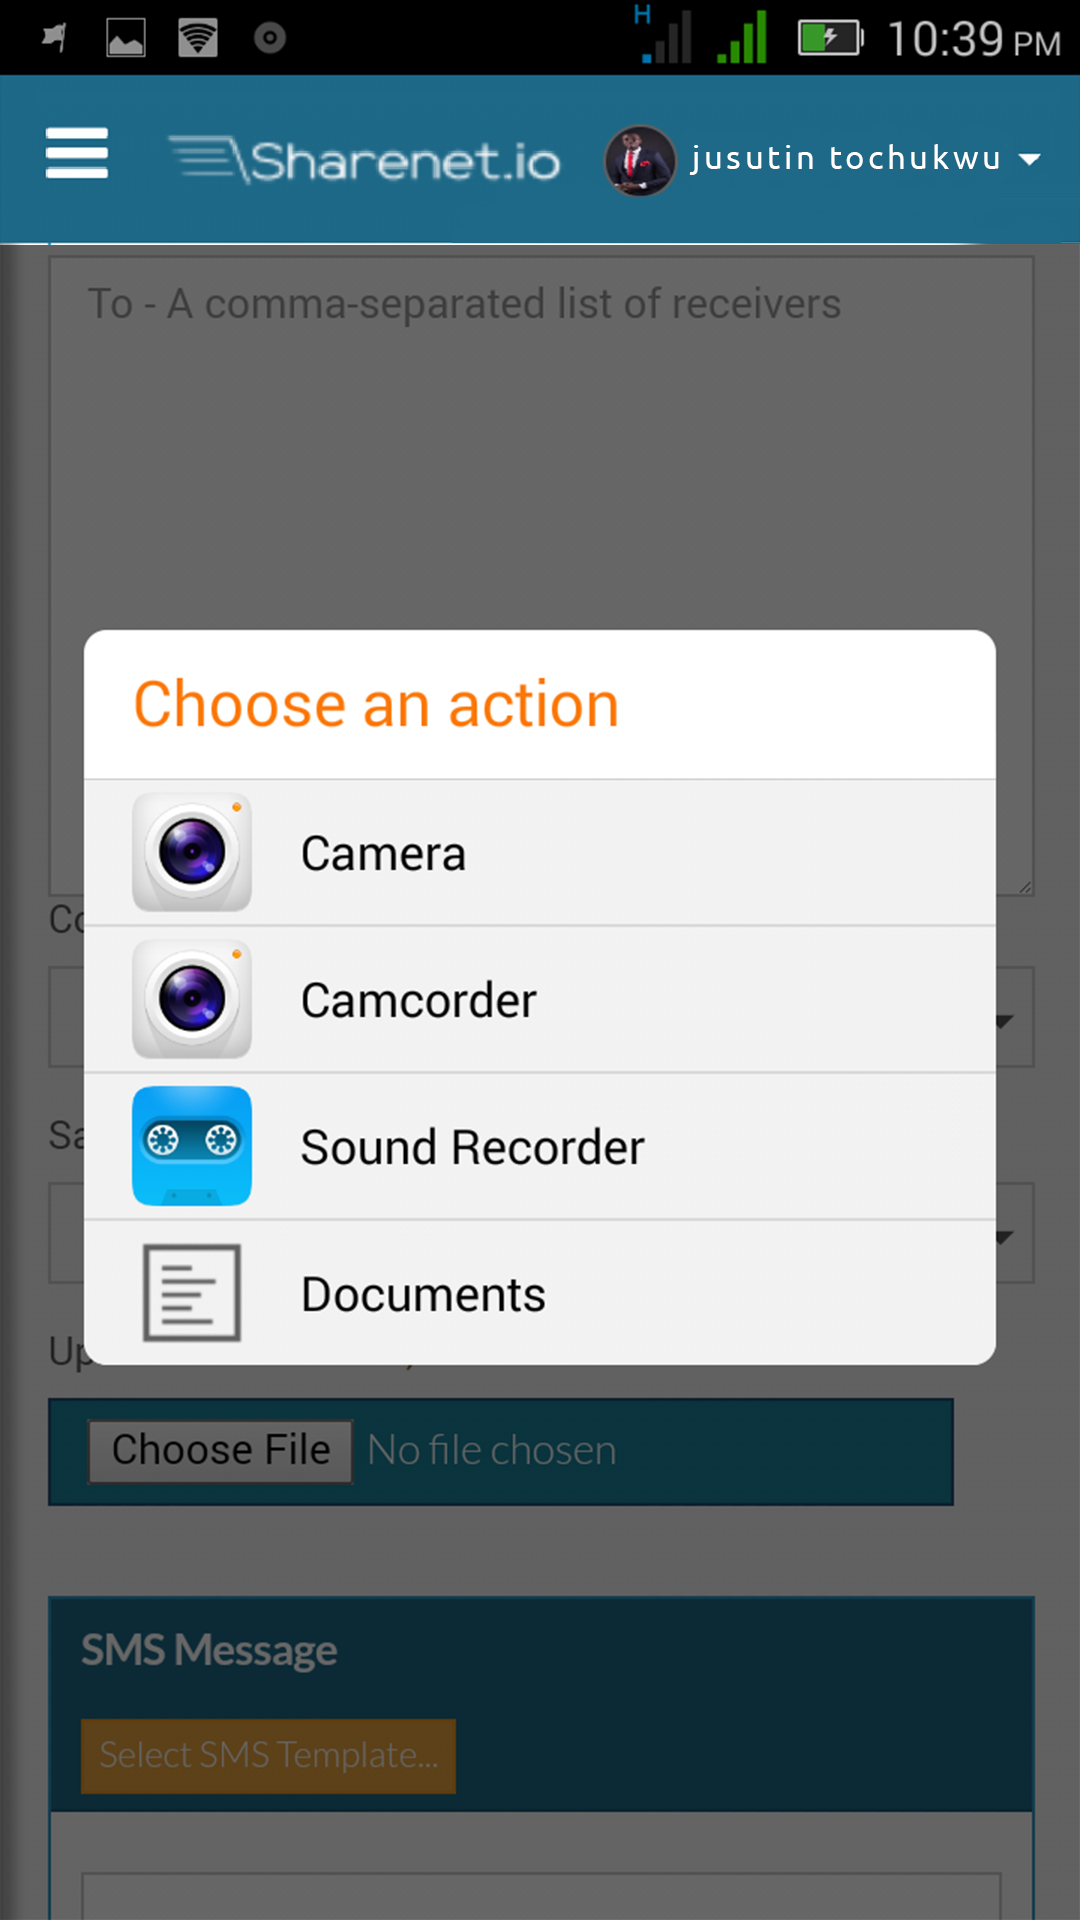 H
10:39 PM
Sharenet.io
jusutin tochukwu
To - A comma-separated list of receivers
Choose an action
Camera
Co
Camcorder
Sound Recorder
Sa
Documents
Up
Choose File No file chosen
SMS Message
Select SMS Template...